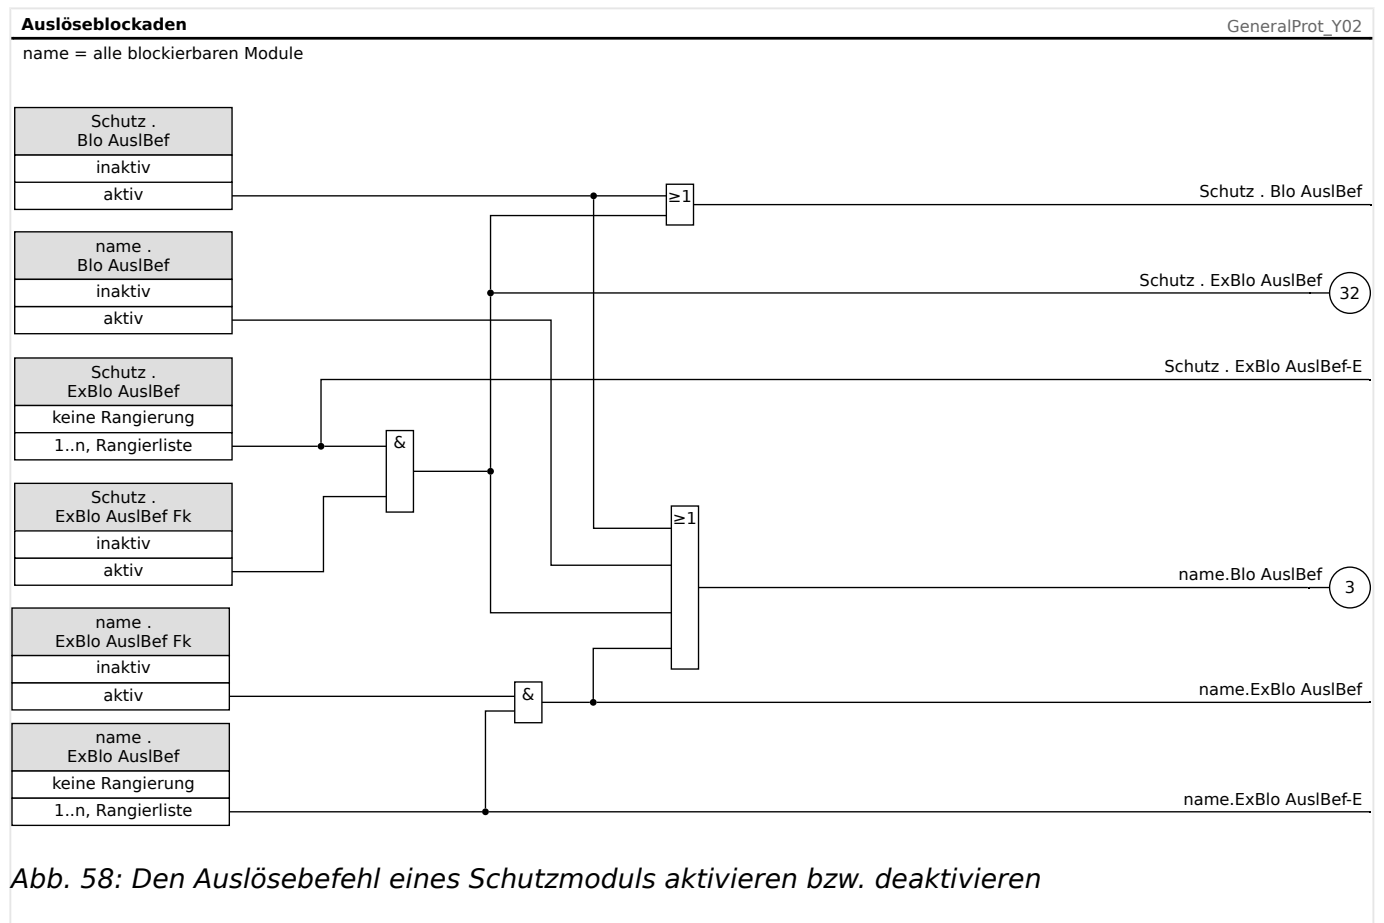 Auslöseblockaden
GeneralProt_Y02
name = alle blockierbaren Module
Schutz .
Blo AuslBef
inaktiv
aktiv
≥1
Schutz . Blo AuslBef
name .
Blo AuslBef
inaktiv
aktiv
Schutz . ExBlo AuslBef
32
Schutz .
ExBlo AuslBef
keine Rangierung
1..n, Rangierliste
&
Schutz . ExBlo AuslBef-E
Schutz .
ExBlo AuslBef Fk
inaktiv
aktiv
≥1
name.Blo AuslBef
3
name .
ExBlo AuslBef Fk
inaktiv
aktiv
&
name.ExBlo AuslBef
name .
ExBlo AuslBef
keine Rangierung
1..n, Rangierliste
name.ExBlo AuslBef-E
Abb. 58: Den Auslösebefehl eines Schutzmoduls aktivieren bzw. deaktivieren